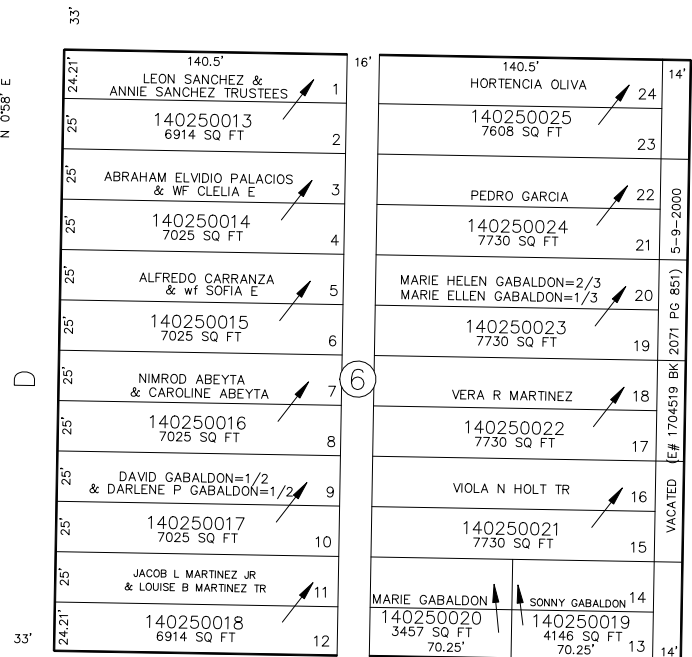 33'
N 0°58' E
140.5'
24.21'
LEON SANCHEZ &
ANNIE SANCHEZ TRUSTEES
1
25'
140250013
6914 SQ FT
2
25'
ABRAHAM ELVIDIO PALACIOS
& WF CLELIA E
3
25'
140250014
7025 SQ FT
4
25'
ALFREDO CARRANZA
& wf SOFIA E
5
25'
140250015
7025 SQ FT
6
D
25'
NIMROD ABEYTA
& CAROLINE ABEYTA
7
25'
140250016
7025 SQ FT
8
25'
DAVID GABALDON=1/2
& DARLENE P GABALDON=1/2
9
25'
140250017
7025 SQ FT
10
25'
JACOB L MARTINEZ JR
& LOUISE B MARTINEZ TR
11
33'
24.21'
140250018
6914 SQ FT
12
16'
6
140.5'
HORTENCIA OLIVA
24
140250025
7608 SQ FT
23
PEDRO GARCIA
22
140250024
7730 SQ FT
21
MARIE HELEN GABALDON=2/3
MARIE ELLEN GABALDON=1/3
20
140250023
7730 SQ FT
19
VERA R MARTINEZ
18
140250022
7730 SQ FT
17
VIOLA N HOLT TR
16
140250021
7730 SQ FT
15
MARIE GABALDON
140250020
3457 SQ FT
70.25'
SONNY GABALDON
14
140250019
4146 SQ FT
70.25'
13
14'
VACATED (E# 1704519 BK 2071 PG 851) 5-9-2000
14'